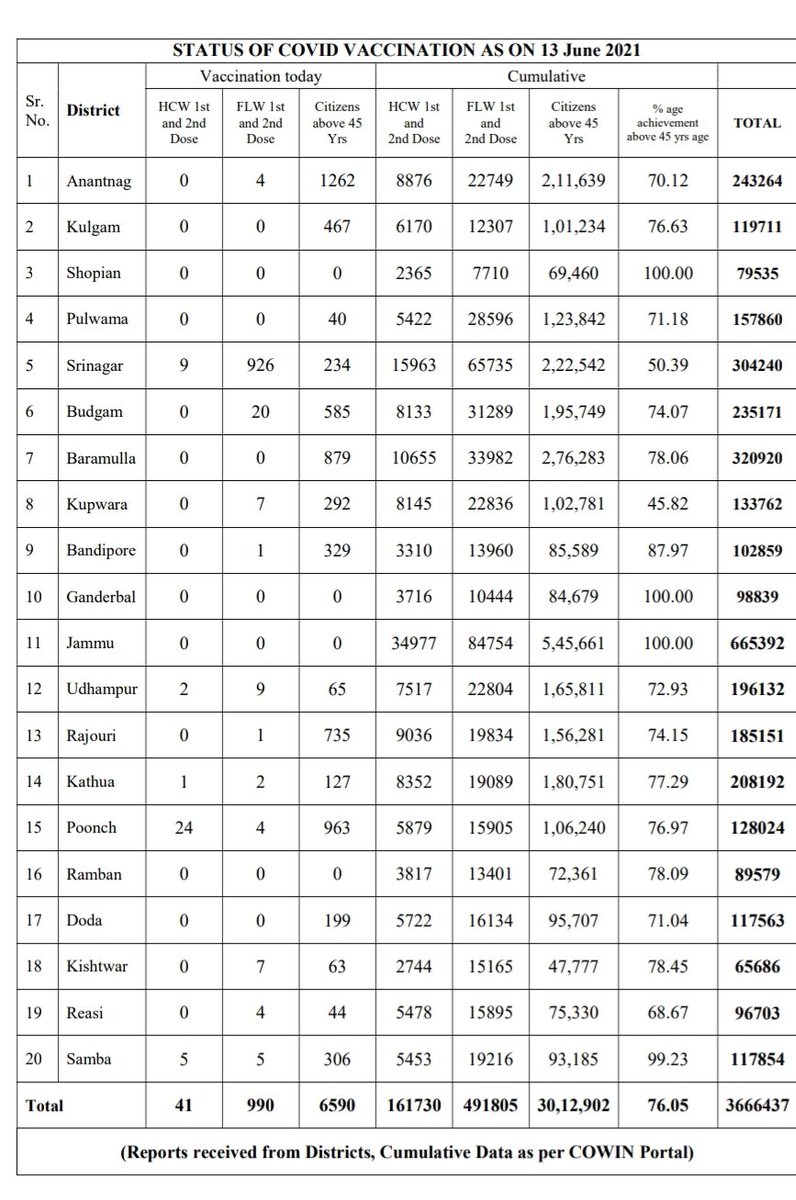 STATUS OF COVID VACCINATION AS ON 13 June 2021
Sr. No. District Vaccination today Cumulative
HCW 1st and 2nd Dose FLW 1st and 2nd Dose Citizens above 45 Yrs HCW 1st and 2nd Dose FLW 1st and 2nd Dose Citizens above 45 Yrs % age achievement above 45 yrs age TOTAL
1 Anantnag 0 4 1262 8876 22749 2,11,639 70.12 243264
2 Kulgam 0 0 467 6170 12307 1,01,234 76.63 119711
3 Shopian 0 0 0 2365 7710 69,460 100.00 79535
4 Pulwama 0 0 40 5422 28596 1,23,842 71.18 157860
5 Srinagar 9 926 234 15963 65735 2,22,542 50.39 304240
6 Budgam 0 20 585 8133 31289 1,95,749 74.07 235171
7 Baramulla 0 0 879 10655 33982 2,76,283 78.06 320920
8 Kupwara 0 7 292 8145 22836 1,02,781 45.82 133762
9 Bandipore 0 1 329 3310 13960 85,589 87.97 102859
10 Ganderbal 0 0 0 3716 10444 84,679 100.00 98839
11 Jammu 0 0 0 34977 84754 5,45,661 100.00 665392
12 Udhampur 2 9 65 7517 22804 1,65,811 72.93 196132
13 Rajouri 0 1 735 9036 19834 1,56,281 74.15 185151
14 Kathua 1 2 127 8352 19089 1,80,751 77.29 208192
15 Poonch 24 4 963 5879 15905 1,06,240 76.97 128024
16 Ramban 0 0 0 3817 13401 72,361 78.09 89579
17 Doda 0 0 199 5722 16134 95,707 71.04 117563
18 Kishtwar 0 7 63 2744 15165 47,777 78.45 65686
19 Reasi 0 4 44 5478 15895 75,330 68.67 96703
20 Samba 5 5 306 5453 19216 93,185 99.23 117854
Total 41 990 6590 161730 491805 30,12,902 76.05 3666437
(Reports received from Districts, Cumulative Data as per COWIN Portal)